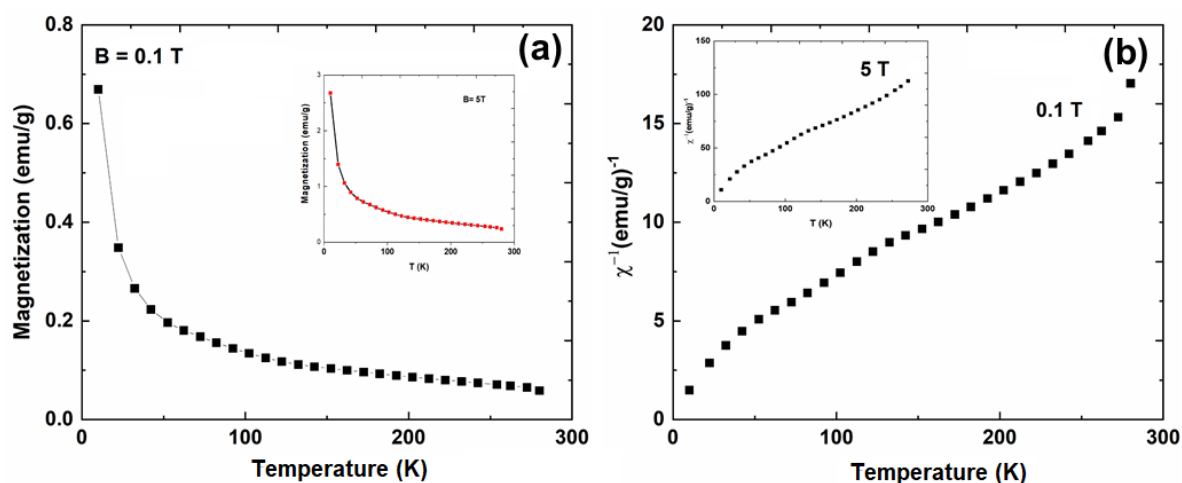 (a)
B = 0.1 T
Magnetization (emu/g)
0.8
0.6
0.4
0.2
0.0
0
100
200
300
Temperature (K)
B= 5T
Magnetization (emu/g)
3
2
1
0
0
100
200
300
T (K)
(b)
0.1 T
χ⁻¹(emu/g)⁻¹
20
15
10
5
0
0
100
200
300
Temperature (K)
5 T
χ⁻¹(emu/g)⁻¹
150
100
50
0
0
100
200
300
T (K)